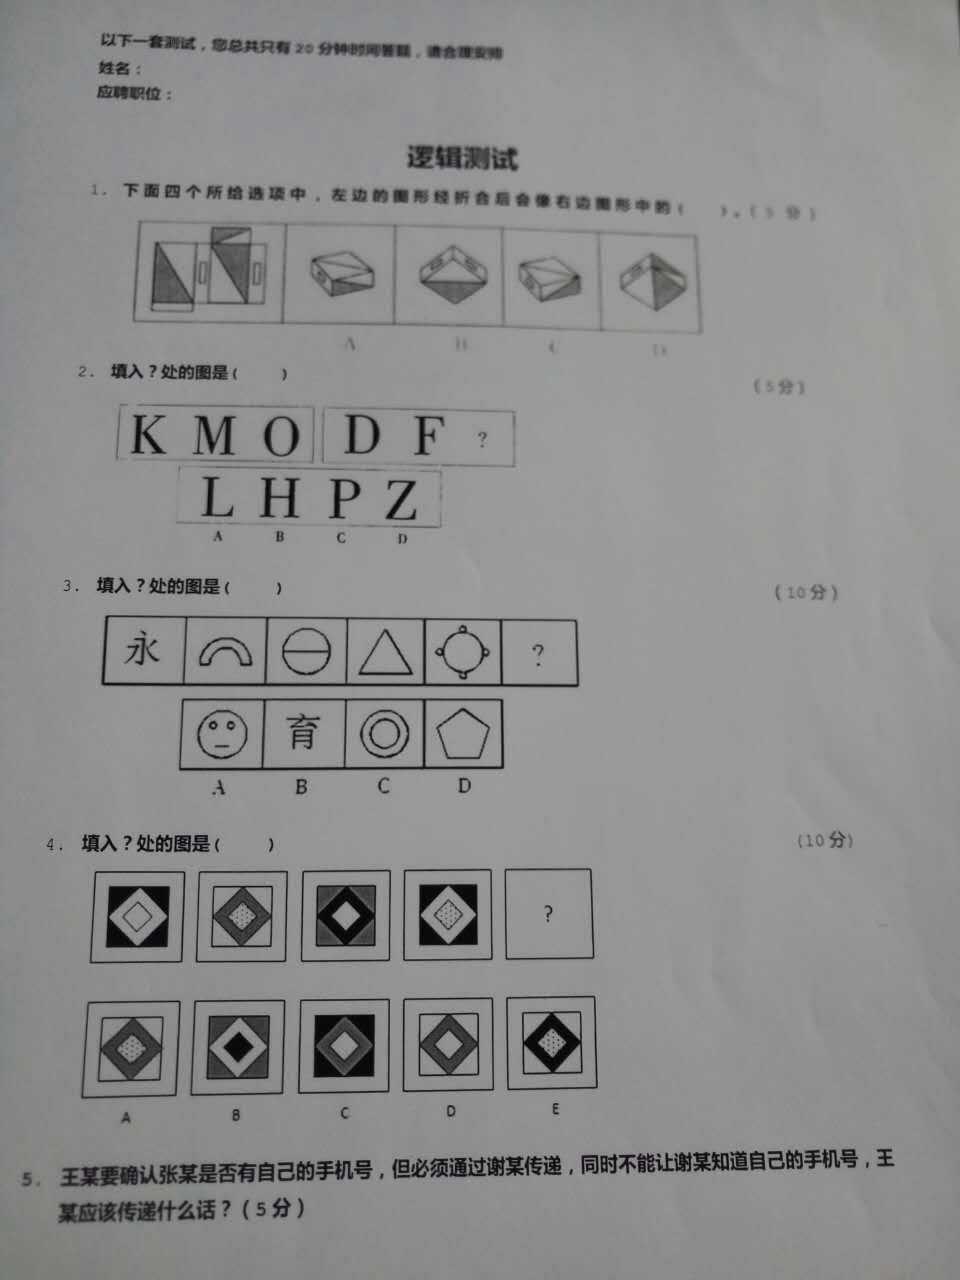 以下一套测试，您总共只有20分钟时间答题，请合理安排
姓名：
应聘职位：
逻辑测试
1. 下面四个所给选项中，左边的图形经折合后会像右边图形中的（ ）。（5分）
A B C D
2. 填入？处的图是（ ） （5分）
K M O D F ?
L H P Z
A B C D
3. 填入？处的图是（ ） （10分）
永 ?
育
A B C D
4. 填入？处的图是（ ） （10分）
?
A B C D E
5. 王某要确认张某是否有自己的手机号，但必须通过谢某传递，同时不能让谢某知道自己的手机号，王
某应该传递什么话？（5分）